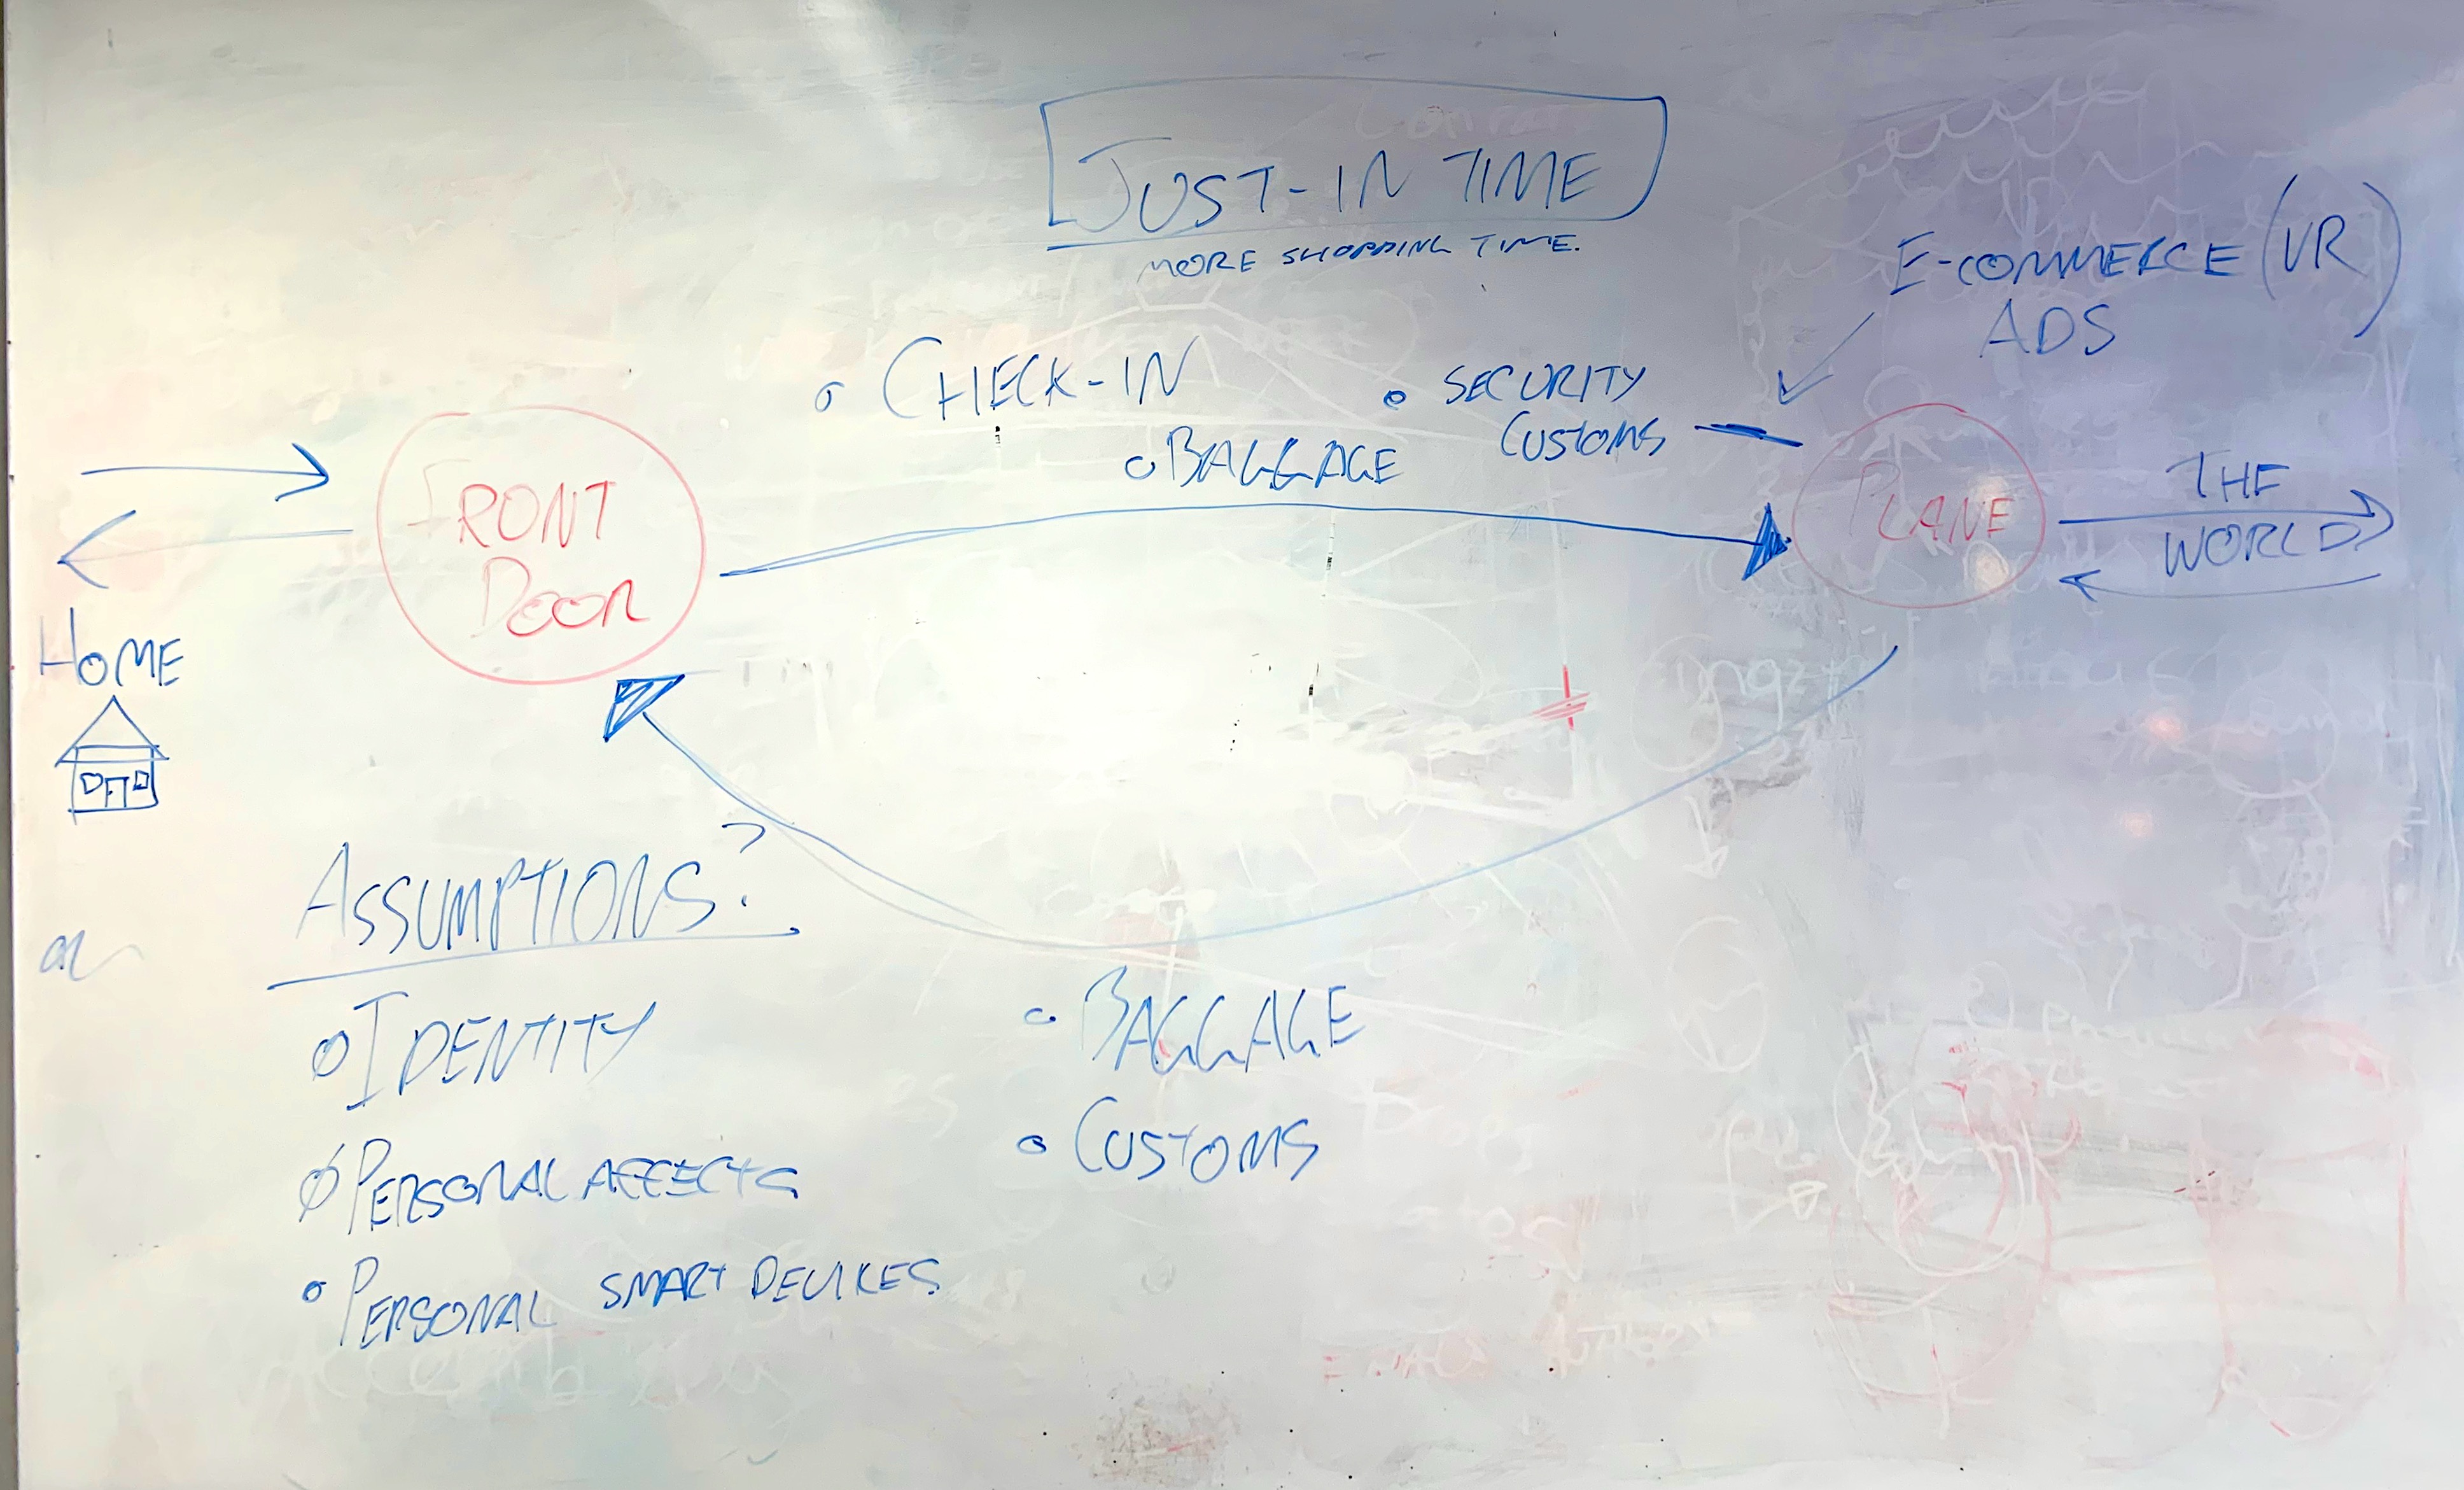 JUST-IN TIME
MORE SHOPPING TIME.
E-COMMERCE (VR)
ADS
CHECK-IN
BAGGAGE
SECURITY
CUSTOMS
FRONT
DOOR
PLANE
THE
WORLD
HOME
ASSUMPTIONS?
IDENTITY
PERSONAL AFFECTS
PERSONAL SMART DEVICES
BAGGAGE
CUSTOMS